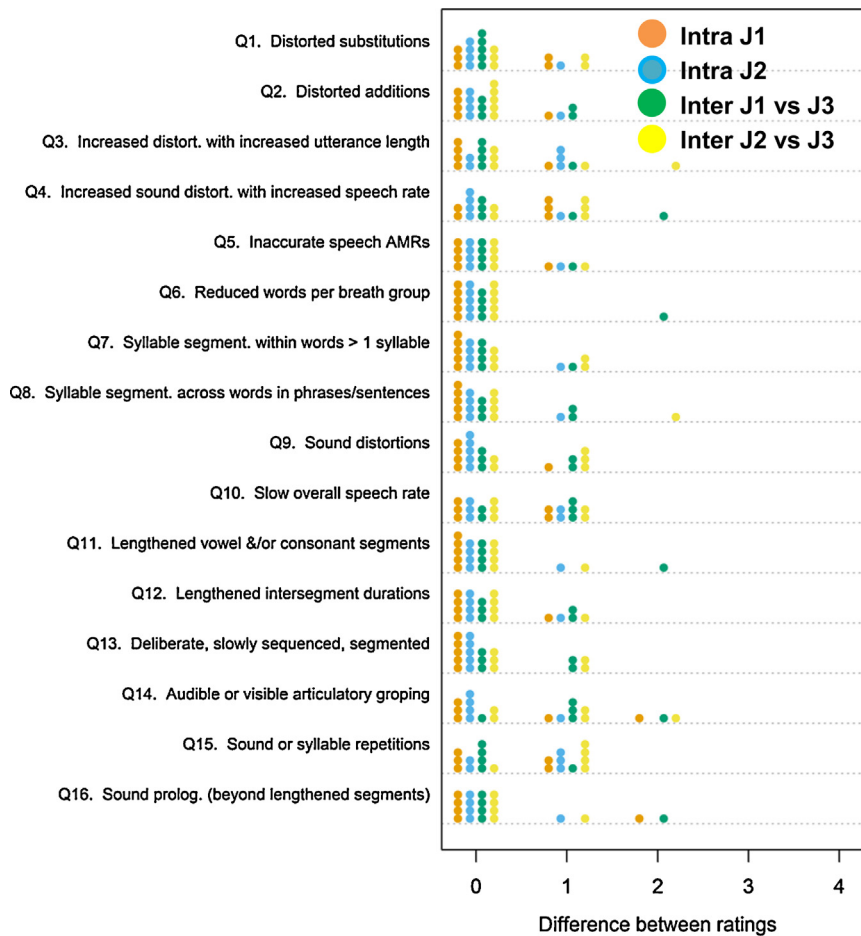 Q1. Distorted substitutions
Q2. Distorted additions
Q3. Increased distort. with increased utterance length
Q4. Increased sound distort. with increased speech rate
Q5. Inaccurate speech AMRs
Q6. Reduced words per breath group
Q7. Syllable segment. within words > 1 syllable
Q8. Syllable segment. across words in phrases/sentences
Q9. Sound distortions
Q10. Slow overall speech rate
Q11. Lengthened vowel &/or consonant segments
Q12. Lengthened intersegment durations
Q13. Deliberate, slowly sequenced, segmented
Q14. Audible or visible articulatory groping
Q15. Sound or syllable repetitions
Q16. Sound prolog. (beyond lengthened segments)
Intra J1
Intra J2
Inter J1 vs J3
Inter J2 vs J3
0 1 2 3 4
Difference between ratings